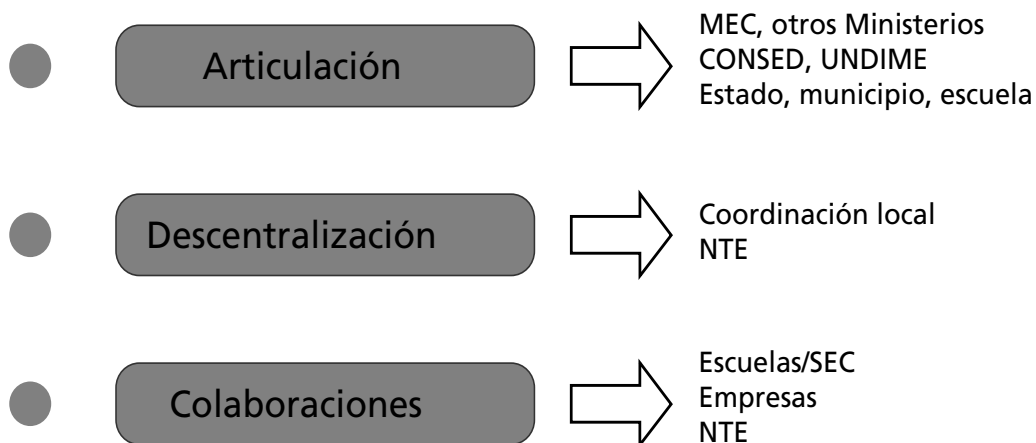 Articulación
MEC, otros Ministerios
CONSED, UNDIME
Estado, municipio, escuela
Descentralización
Coordinación local
NTE
Colaboraciones
Escuelas/SEC
Empresas
NTE